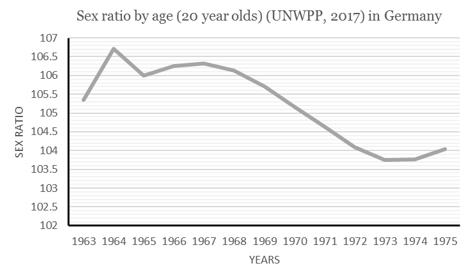 Sex ratio by age (20 year olds) (UNWPP, 2017) in Germany
107
106.5
106
105.5
105
104.5
104
103.5
103
102.5
102
SEX RATIO
1963 1964 1965 1966 1967 1968 1969 1970 1971 1972 1973 1974 1975
YEARS